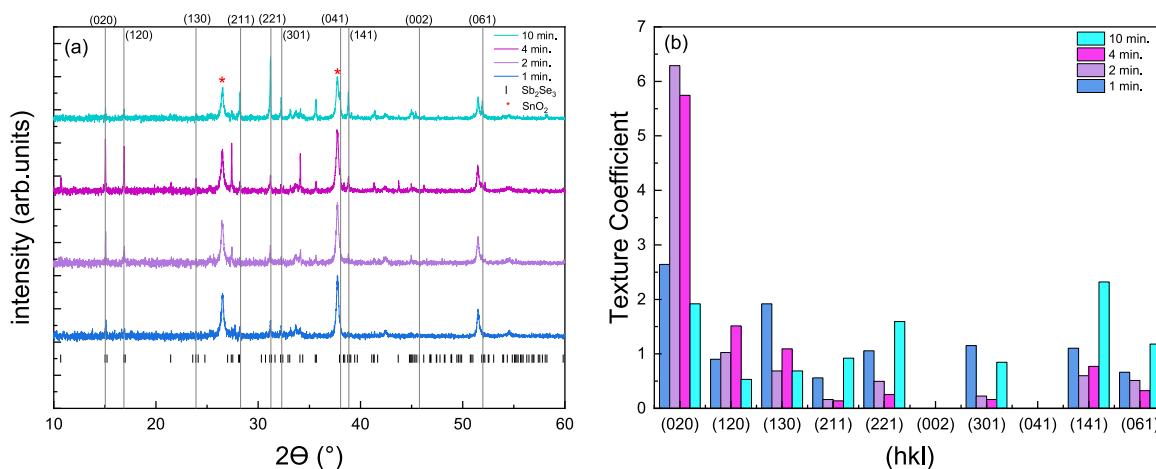 (020)
(130)
(211)
(221)
(041)
(002)
(061)
(120)
(301)
(141)
(a)
10 min.
4 min.
2 min.
1 min.
Sb2Se3
* SnO2
*
*
intensity (arb.units)
10
20
30
40
50
60
2Θ (°)
(b)
10 min.
4 min.
2 min.
1 min.
Texture Coefficient
7
6
5
4
3
2
1
0
(020)
(120)
(130)
(211)
(221)
(002)
(301)
(041)
(141)
(061)
(hkl)